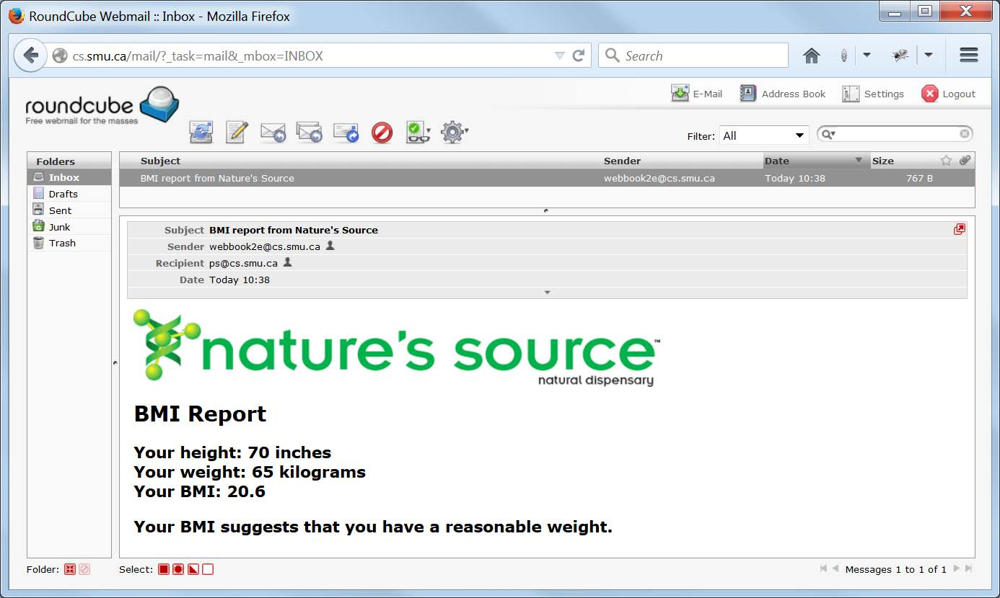 RoundCube Webmail :: Inbox - Mozilla Firefox
cs.smu.ca/mail/?_task=mail&_mbox=INBOX
Search
roundcube
Free webmail for the masses
E-Mail
Address Book
Settings
Logout
Filter: All
Folders
Inbox
Drafts
Sent
Junk
Trash
Subject Sender Date Size
BMI report from Nature's Source webbook2e@cs.smu.ca Today 10:38 767 B
Subject BMI report from Nature's Source
Sender webbook2e@cs.smu.ca
Recipient ps@cs.smu.ca
Date Today 10:38
nature's source™
natural dispensary
BMI Report
Your height: 70 inches
Your weight: 65 kilograms
Your BMI: 20.6
Your BMI suggests that you have a reasonable weight.
Folder:
Select:
Messages 1 to 1 of 1